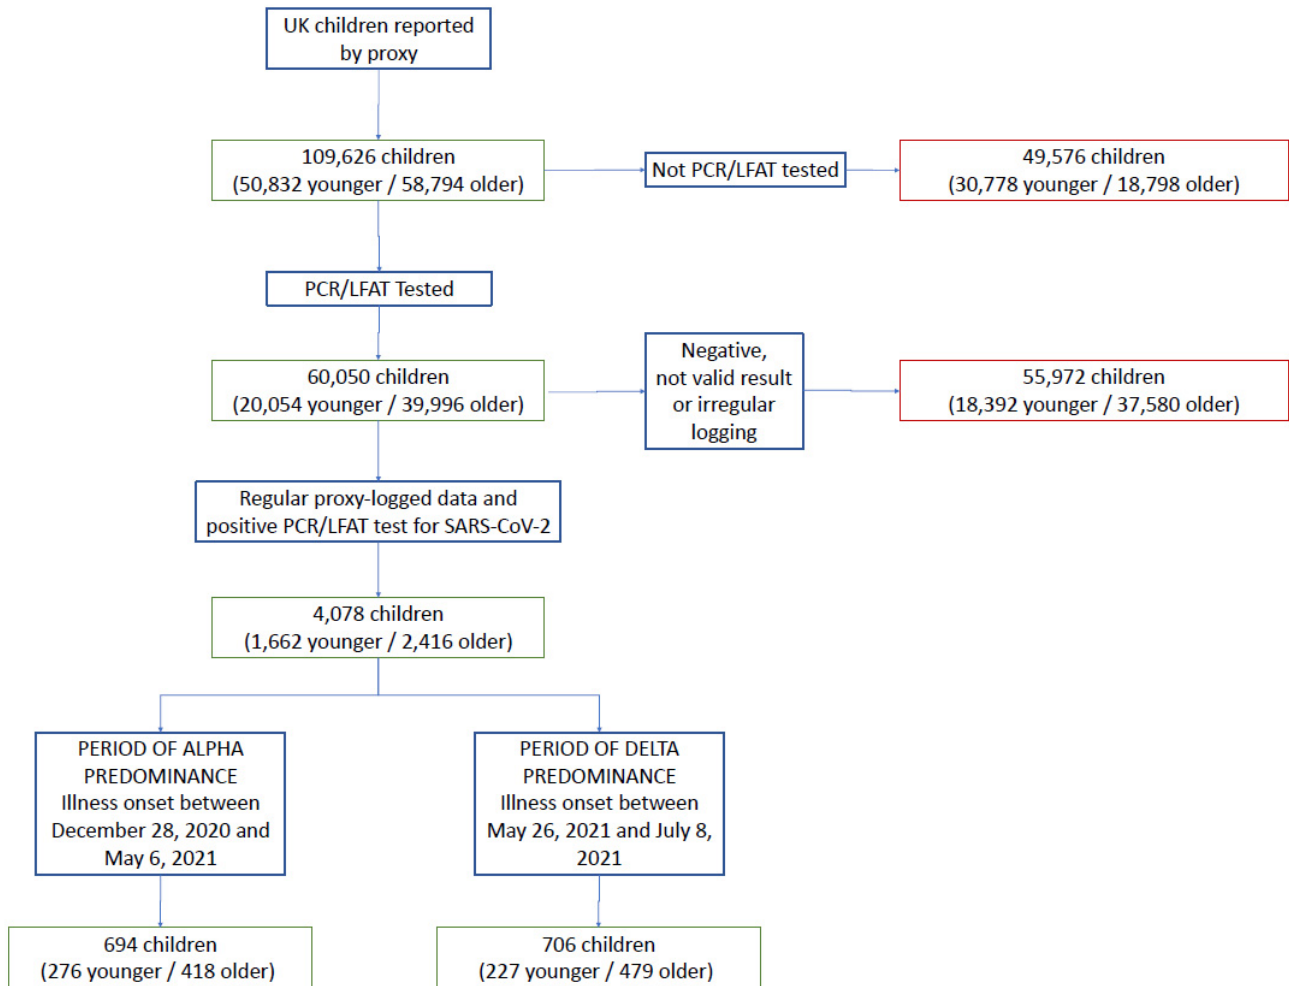 UK children reported
by proxy
109,626 children
(50,832 younger / 58,794 older)
Not PCR/LFAT tested
49,576 children
(30,778 younger / 18,798 older)
PCR/LFAT Tested
60,050 children
(20,054 younger / 39,996 older)
Negative,
not valid result
or irregular
logging
55,972 children
(18,392 younger / 37,580 older)
Regular proxy-logged data and
positive PCR/LFAT test for SARS-CoV-2
4,078 children
(1,662 younger / 2,416 older)
PERIOD OF ALPHA
PREDOMINANCE
Illness onset between
December 28, 2020 and
May 6, 2021
PERIOD OF DELTA
PREDOMINANCE
Illness onset between
May 26, 2021 and July 8,
2021
694 children
(276 younger / 418 older)
706 children
(227 younger / 479 older)